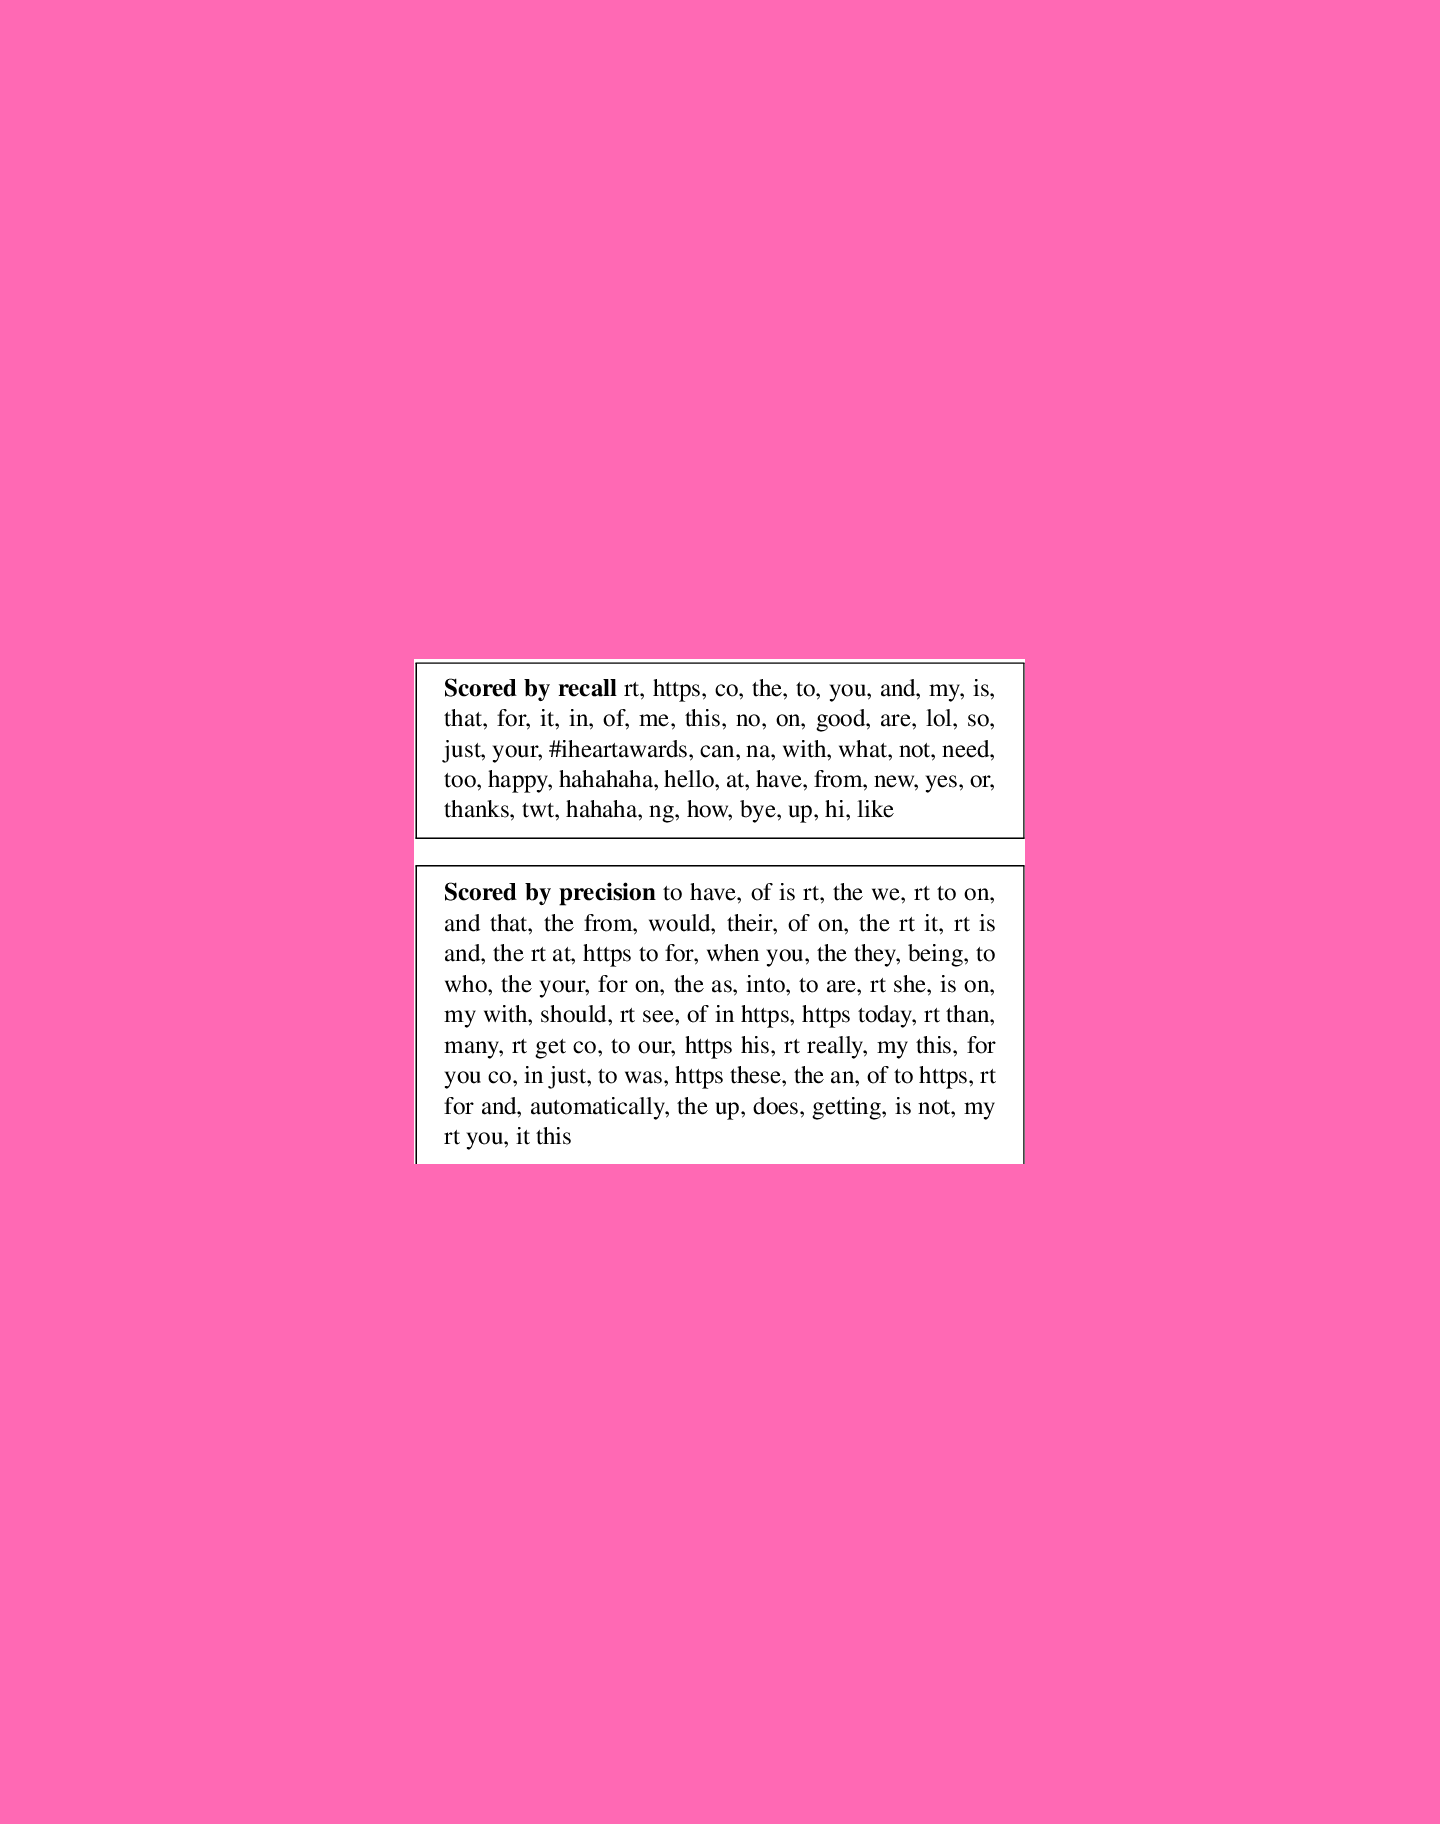 Scored by recall rt, https, co, the, to, you, and, my, is,
that, for, it, in, of, me, this, no, on, good, are, lol, so,
just, your, #iheartawards, can, na, with, what, not, need,
too, happy, hahahaha, hello, at, have, from, new, yes, or,
thanks, twt, hahaha, ng, how, bye, up, hi, like
Scored by precision to have, of is rt, the we, rt to on,
and that, the from, would, their, of on, the rt it, rt is
and, the rt at, https to for, when you, the they, being, to
who, the your, for on, the as, into, to are, rt she, is on,
my with, should, rt see, of in https, https today, rt than,
many, rt get co, to our, https his, rt really, my this, for
you co, in just, to was, https these, the an, of to https, rt
for and, automatically, the up, does, getting, is not, my
rt you, it this